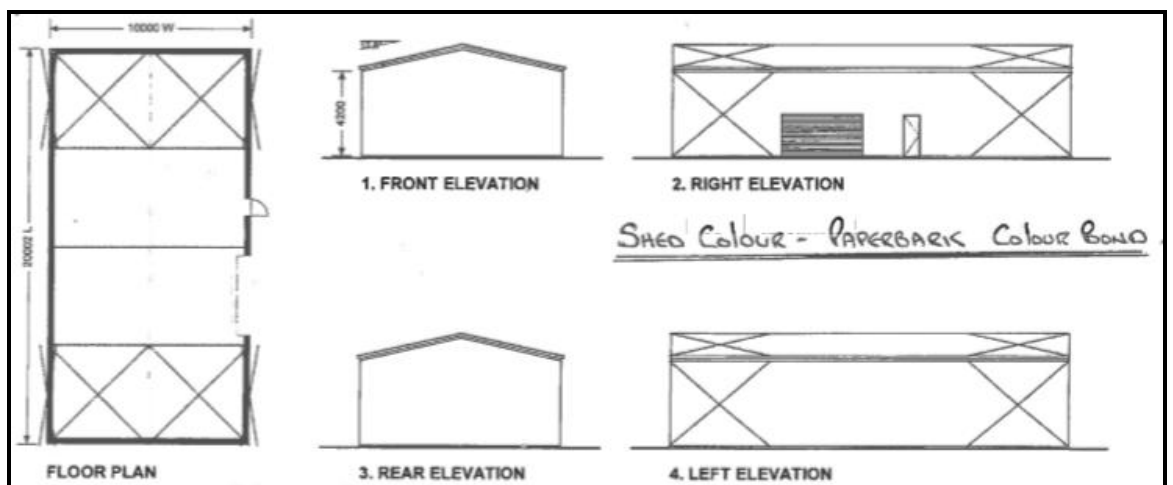 10000 W
20002 L
FLOOR PLAN
4200
1. FRONT ELEVATION
2. RIGHT ELEVATION
SHED COLOUR - PAPERBARK COLOUR BOND
3. REAR ELEVATION
4. LEFT ELEVATION